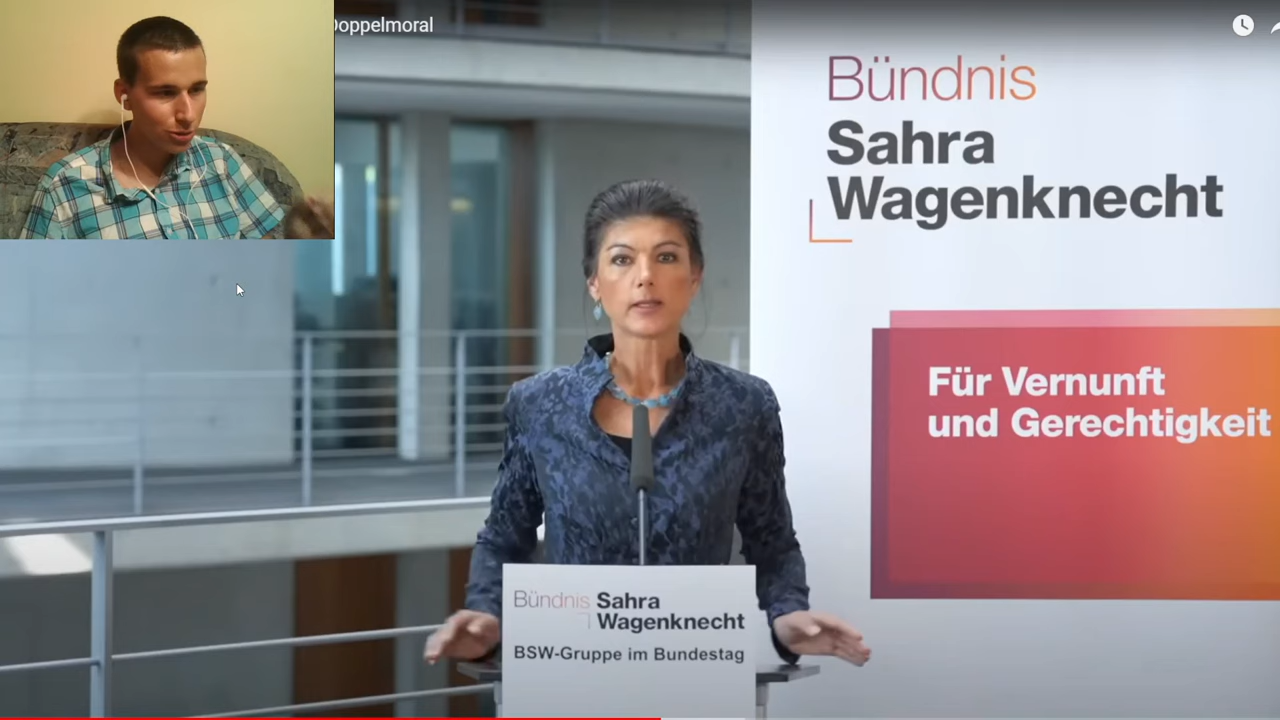 Doppelmoral
Bündnis
Sahra
Wagenknecht
Für Vernunft
und Gerechtigkeit
Bündnis Sahra
Wagenknecht
BSW-Gruppe im Bundestag